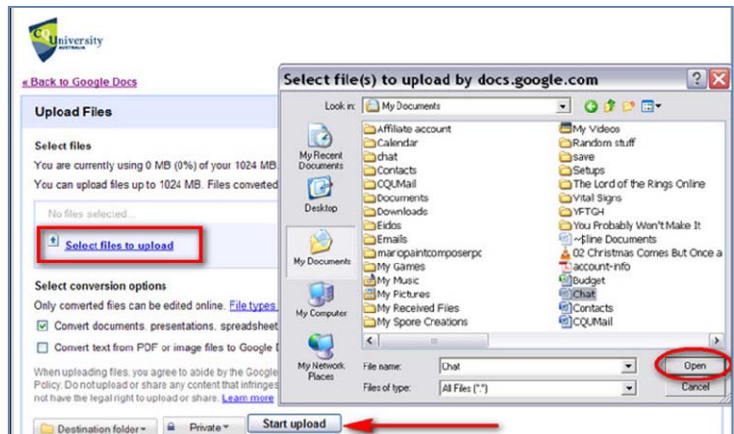 CQUniversity
AUSTRALIA
« Back to Google Docs
Upload Files
Select files
You are currently using 0 MB (0%) of your 1024 MB.
You can upload files up to 1024 MB. Files converted
No files selected...
Select files to upload
Select conversion options
Only converted files can be edited online. File types
Convert documents, presentations, spreadsheet
Convert text from PDF or image files to Google
When uploading files, you agree to abide by the Google
Policy. Do not upload or share any content that infringes
not have the legal right to upload or share. Learn more
Destination folder
Private
Start upload
Select file(s) to upload by docs.google.com
Look in:
My Documents
My Recent
Documents
Desktop
My Documents
My Computer
My Network
Places
Affiliate account
Calendar
chat
Contacts
CQUMail
Documents
Downloads
Eidos
Emails
mariopaintcomposerpc
My Games
My Music
My Pictures
My Received Files
My Spore Creations
My Videos
Random stuff
save
Setups
The Lord of the Rings Online
Vital Signs
YFTGH
You Probably Won't Make It
~$line Documents
02 Christmas Comes But Once a
account-info
Budget
Chat
Contacts
CQUMail
File name:
Chat
Open
Files of type:
All Files (*.*)
Cancel